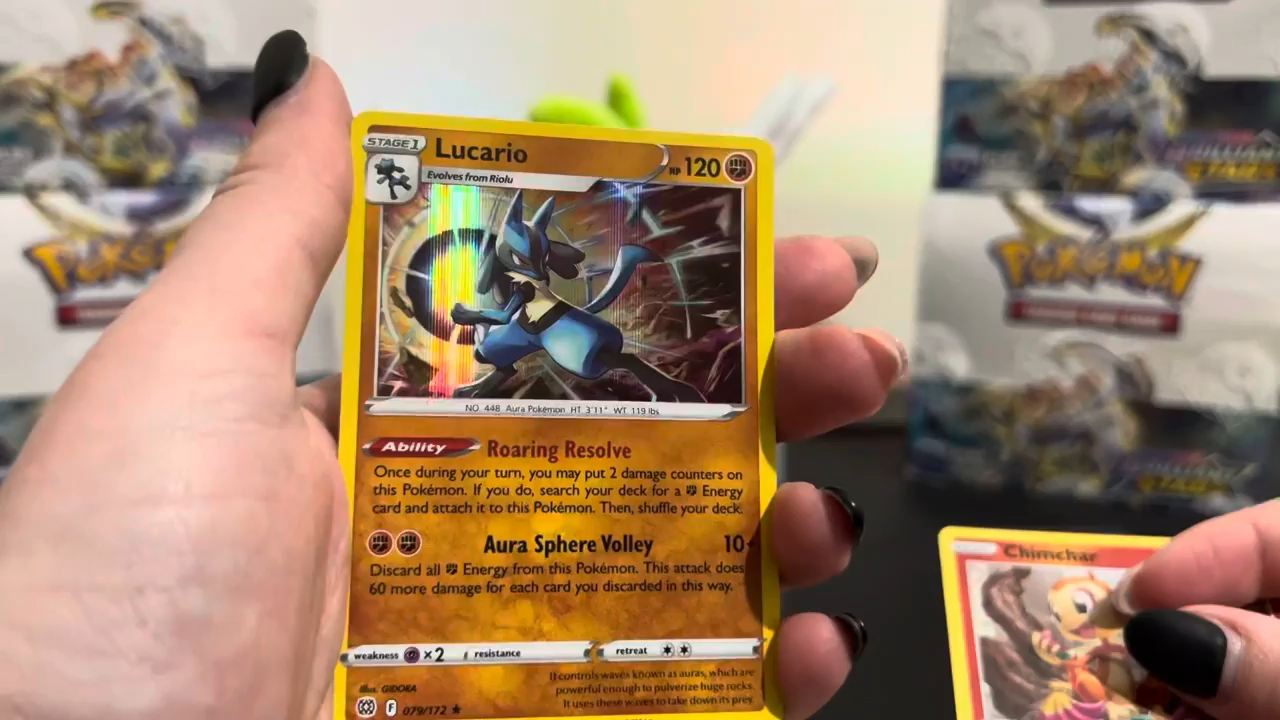 STAGE 1
Lucario
HP 120
Evolves from Riolu
NO. 448 Aura Pokémon HT 3'11" WT 119 lbs
Ability Roaring Resolve
Once during your turn, you may put 2 damage counters on
this Pokémon. If you do, search your deck for a Energy
card and attach it to this Pokémon. Then, shuffle your deck.
Aura Sphere Volley 10+
Discard all Energy from this Pokémon. This attack does
60 more damage for each card you discarded in this way.
weakness ×2 resistance retreat
Illus. GIDORA
F 079/172 ★
It controls waves known as auras, which are
powerful enough to pulverize huge rocks.
It uses these waves to take down its prey.
Chimchar
POKéMON
POKéMON